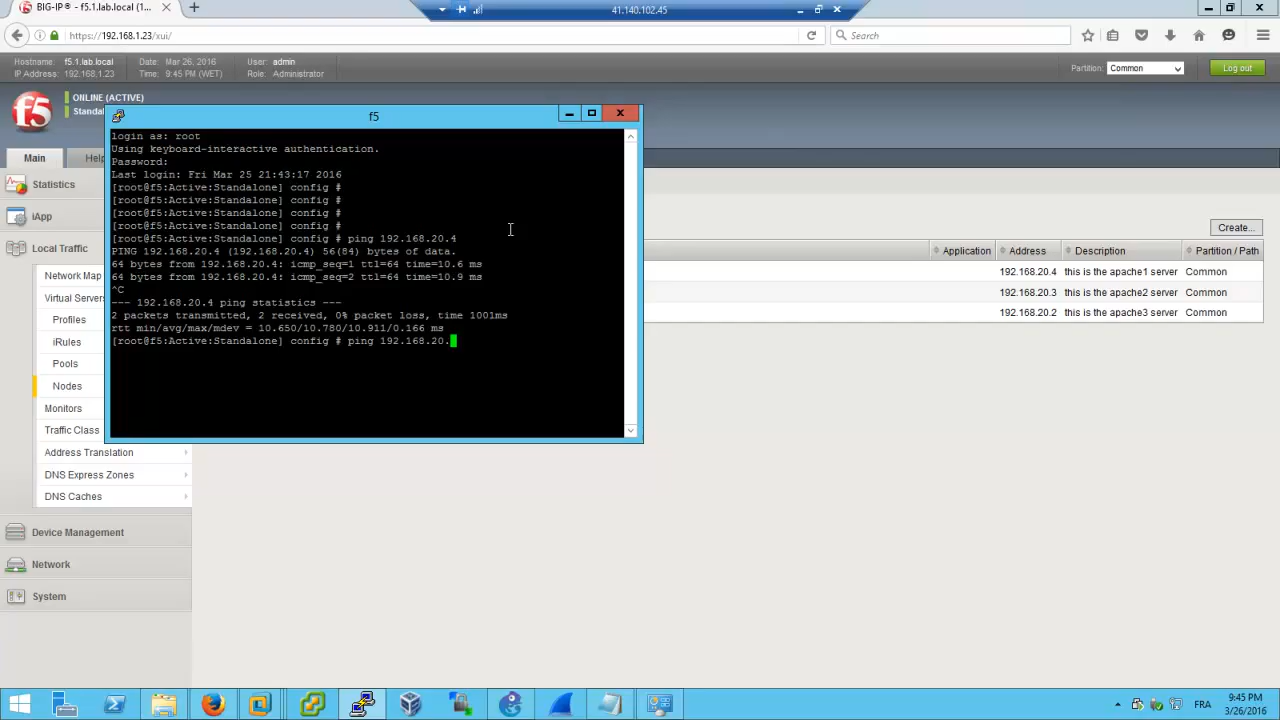 BIG-IP® - f5.1.lab.local (1...
41.140.102.45
https://192.168.1.23/xui/
Search
Hostname: f5.1.lab.local Date: Mar 26, 2016 User: admin
IP Address: 192.168.1.23 Time: 9:45 PM (WET) Role: Administrator
Partition: Common Log out
f5
ONLINE (ACTIVE)
Standal
Main Help
Statistics
iApp
Local Traffic
Network Map
Virtual Servers
Profiles
iRules
Pools
Nodes
Monitors
Traffic Class
Address Translation
DNS Express Zones
DNS Caches
Device Management
Network
System
f5
login as: root
Using keyboard-interactive authentication.
Password:
Last login: Fri Mar 25 21:43:17 2016
[root@f5:Active:Standalone] config #
[root@f5:Active:Standalone] config #
[root@f5:Active:Standalone] config #
[root@f5:Active:Standalone] config #
[root@f5:Active:Standalone] config # ping 192.168.20.4
PING 192.168.20.4 (192.168.20.4) 56(84) bytes of data.
64 bytes from 192.168.20.4: icmp_seq=1 ttl=64 time=10.6 ms
64 bytes from 192.168.20.4: icmp_seq=2 ttl=64 time=10.9 ms
^C
--- 192.168.20.4 ping statistics ---
2 packets transmitted, 2 received, 0% packet loss, time 1001ms
rtt min/avg/max/mdev = 10.650/10.780/10.911/0.166 ms
[root@f5:Active:Standalone] config # ping 192.168.20.
Create...
Application Address Description Partition / Path
192.168.20.4 this is the apache1 server Common
192.168.20.3 this is the apache2 server Common
192.168.20.2 this is the apache3 server Common
FRA
9:45 PM
3/26/2016